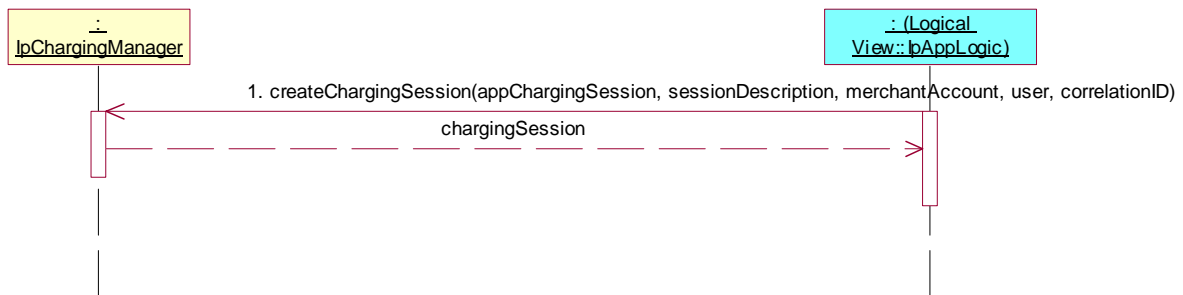 :
IpChargingManager
: (Logical
View::IpAppLogic)
1. createChargingSession(appChargingSession, sessionDescription, merchantAccount, user, correlationID)
chargingSession